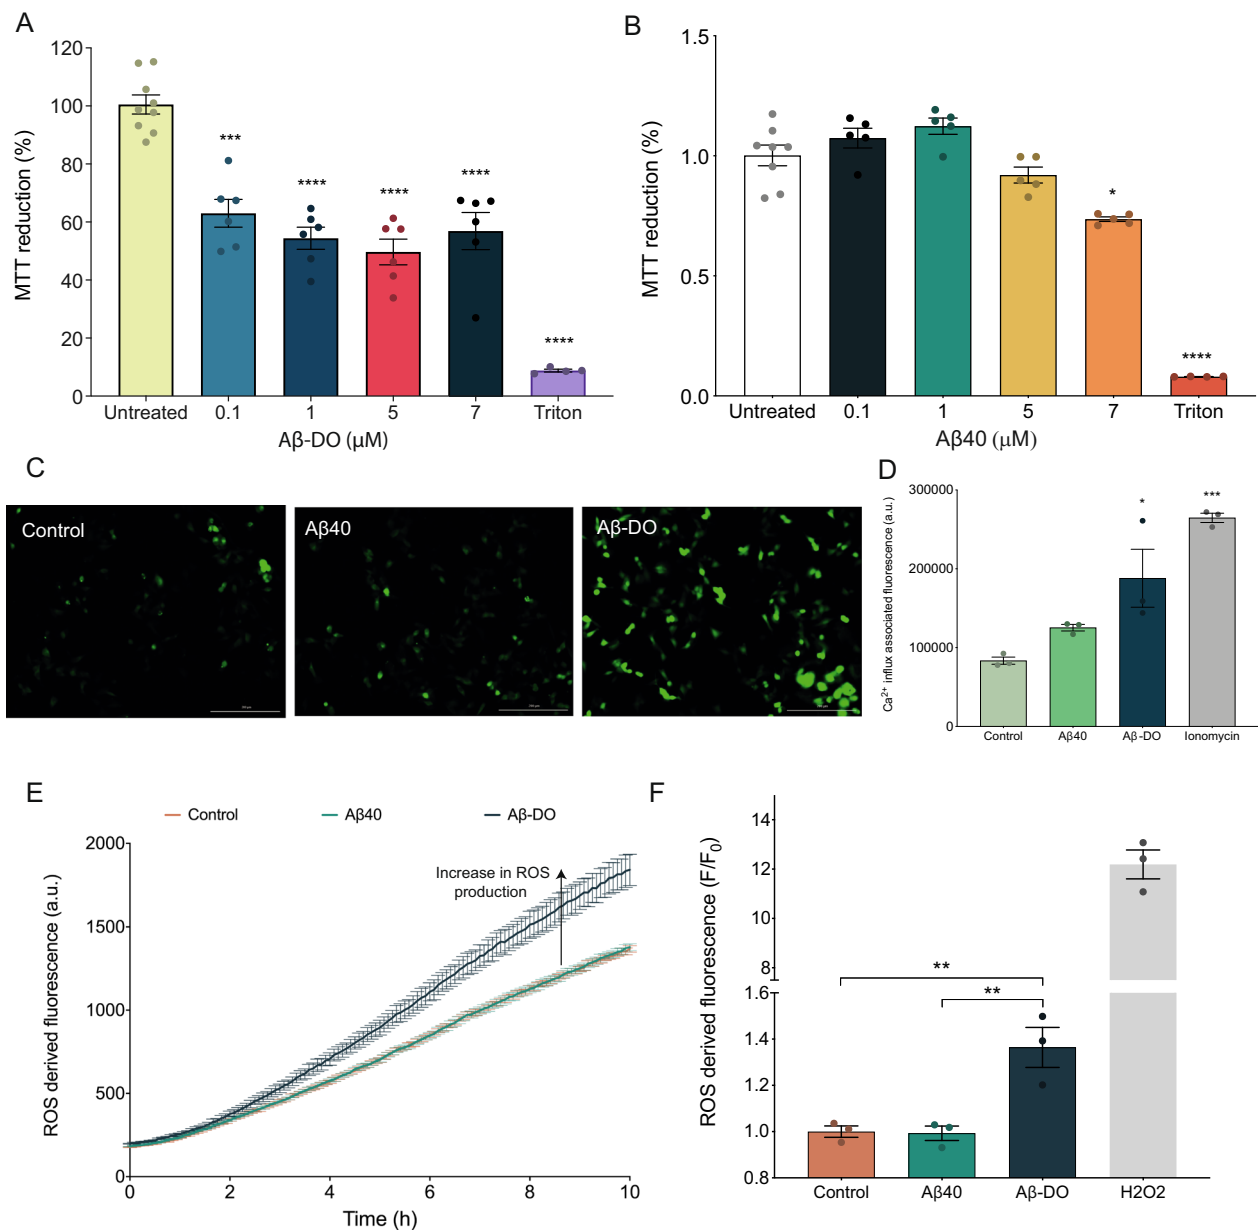 A
MTT reduction (%)
120
100
80
60
40
20
0
***
****
****
****
****
Untreated 0.1 1 5 7 Triton
Aβ-DO (μM)
B
MTT reduction (%)
1.5
1.0
0.5
0.0
*
****
Untreated 0.1 1 5 7 Triton
Aβ40 (μM)
C
Control
Aβ40
Aβ-DO
D
Ca²⁺ influx associated fluorescence (a.u.)
300000
200000
100000
0
*
***
Control Aβ40 Aβ-DO Ionomycin
E
Control Aβ40 Aβ-DO
ROS derived fluorescence (a.u.)
2000
1500
1000
500
0
Increase in ROS
production
0 2 4 6 8 10
Time (h)
F
ROS derived fluorescence (F/F₀)
14
12
10
8
1.6
1.4
1.2
1.0
0.8
**
**
Control Aβ40 Aβ-DO H2O2